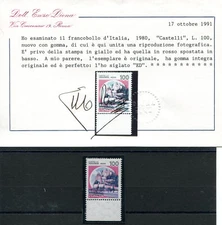 Dott. Enzo Diena
17 ottobre 1991
Ho esaminato il francobollo d'Italia, 1980, "Castelli", L. 100,
nuovo con gomma, di cui è qui unita una riproduzione fotografica.
E' privo della stampa in giallo ed ha quella in rosso spostata in
basso. A mio parere, l'esemplare è originale, ha gomma integra
originale ed è perfetto: l'ho siglato "ED"
100
100